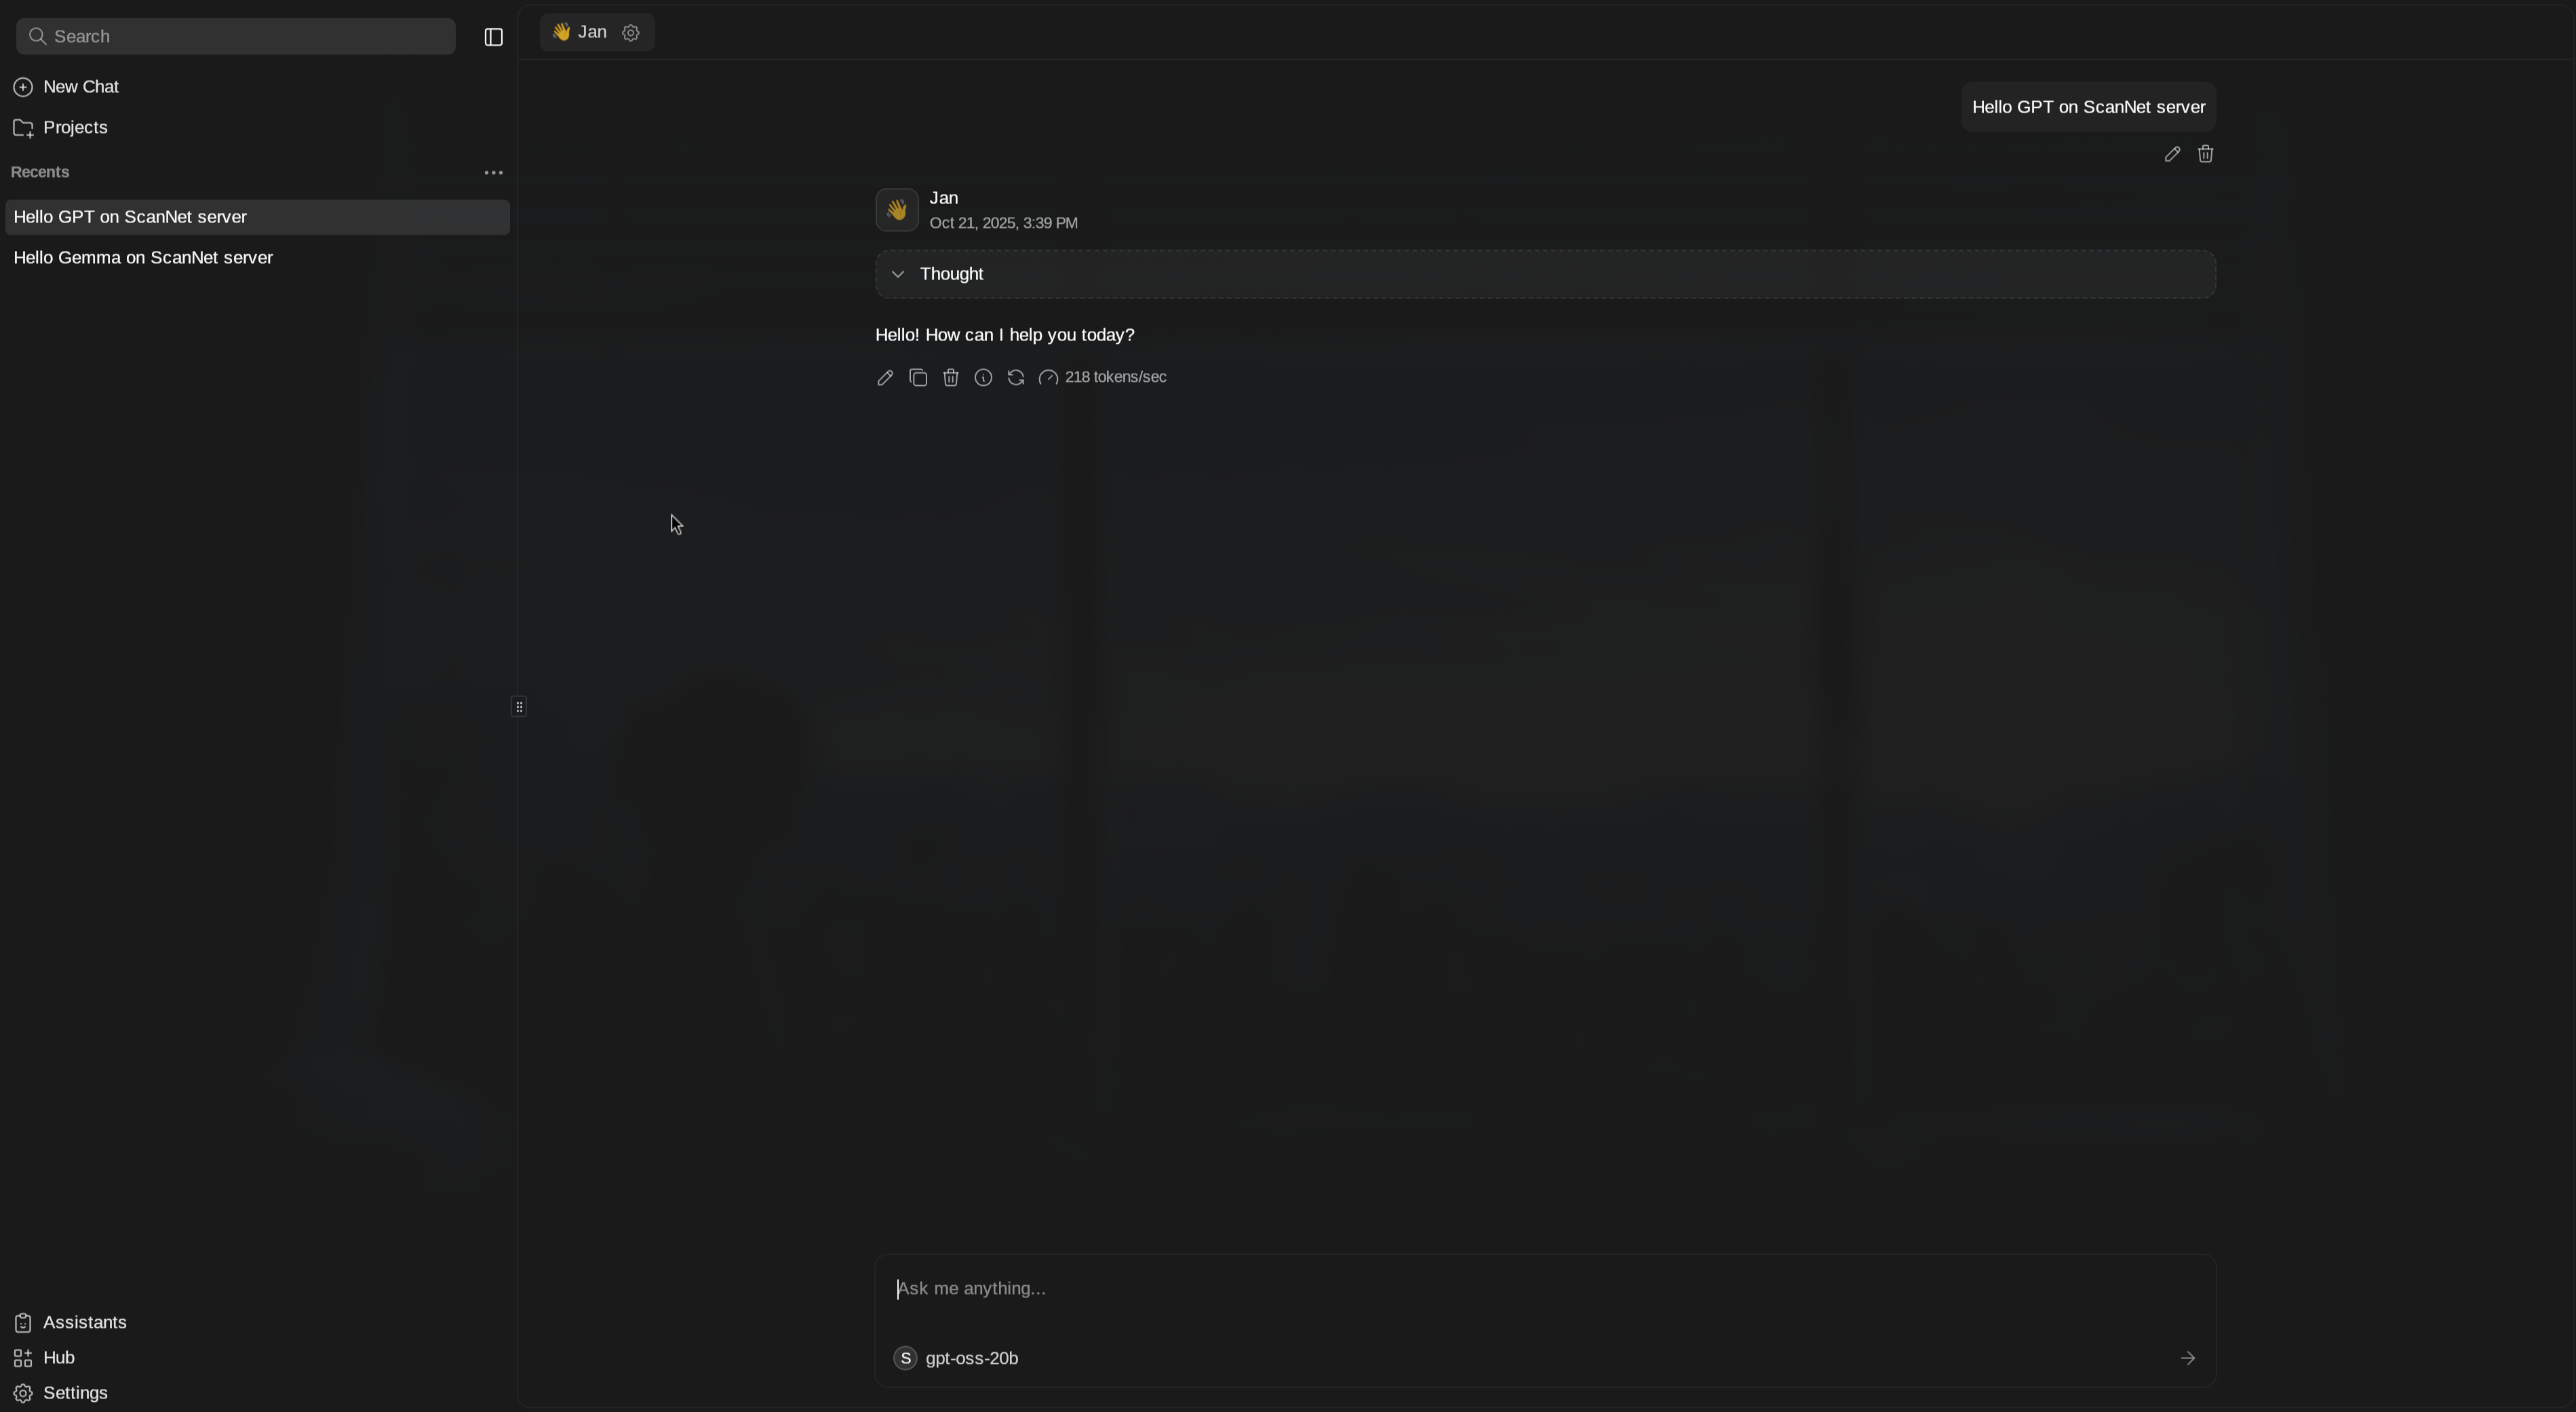 Search
New Chat
Projects
Recents
Hello GPT on ScanNet server
Hello Gemma on ScanNet server
Assistants
Hub
Settings
👋 Jan
Hello GPT on ScanNet server
Jan
Oct 21, 2025, 3:39 PM
Thought
Hello! How can I help you today?
218 tokens/sec
Ask me anything...
S gpt-oss-20b